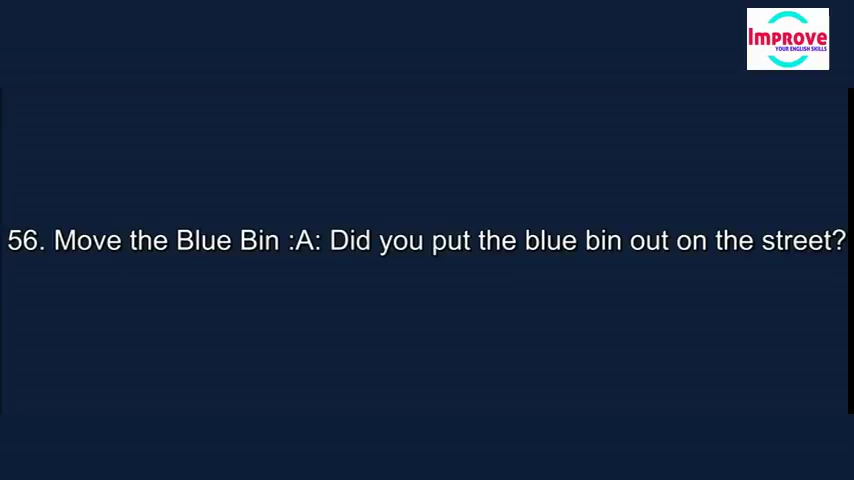 Improve
YOUR ENGLISH SKILLS
56. Move the Blue Bin :A: Did you put the blue bin out on the street?